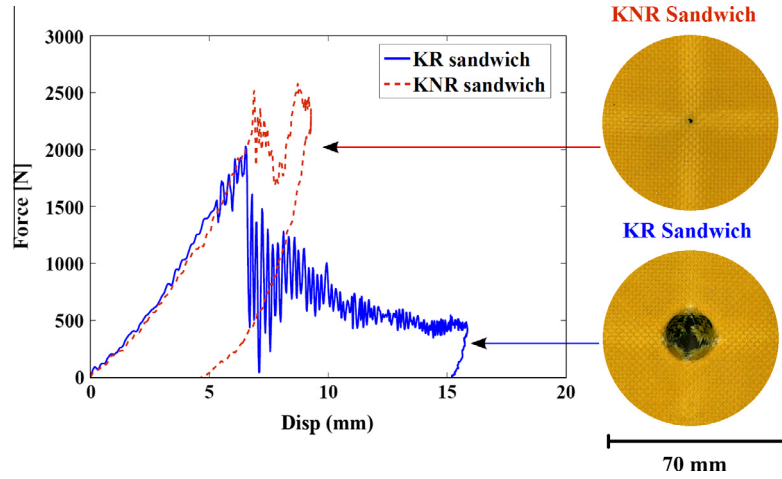 KNR Sandwich
3000
2500
2000
1500
1000
500
0
Force [N]
KR sandwich
KNR sandwich
0
5
10
15
20
Disp (mm)
KR Sandwich
70 mm